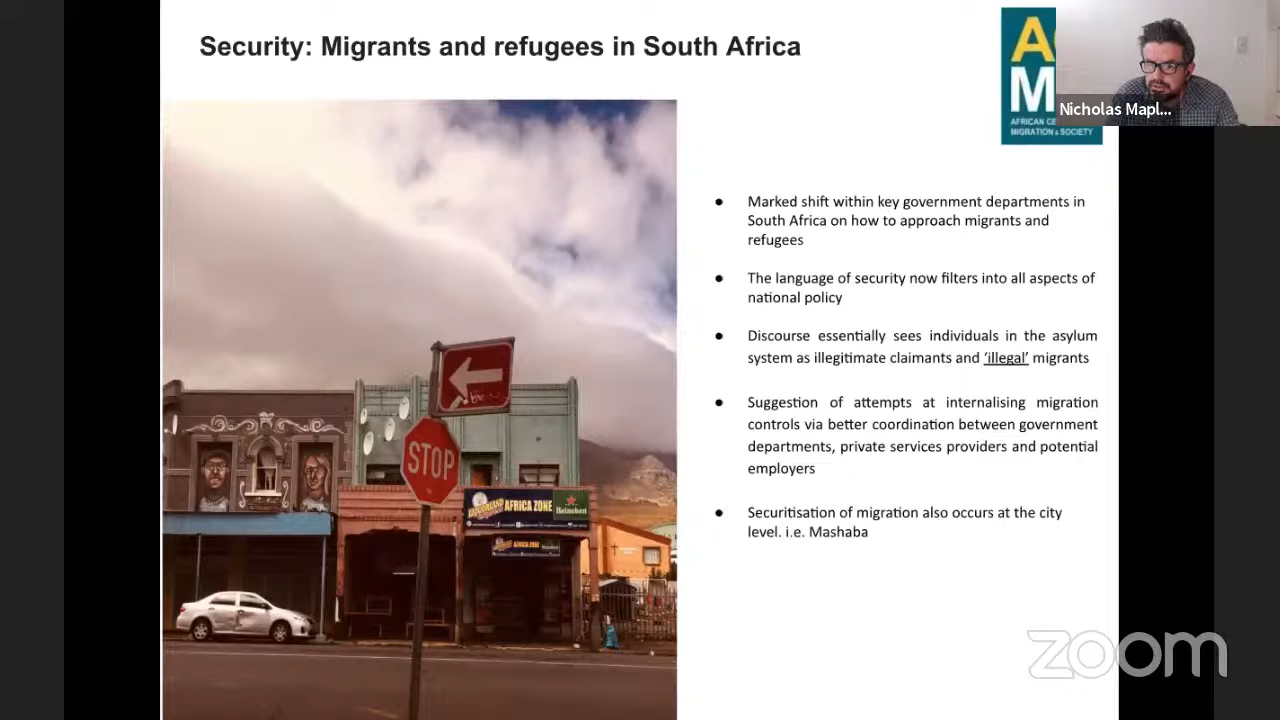 Security: Migrants and refugees in South Africa
A
M
AFRICAN CE
MIGRATION & SOCIETY
Nicholas Mapl...
● Marked shift within key government departments in
South Africa on how to approach migrants and
refugees
● The language of security now filters into all aspects of
national policy
● Discourse essentially sees individuals in the asylum
system as illegitimate claimants and ‘illegal’ migrants
● Suggestion of attempts at internalising migration
controls via better coordination between government
departments, private services providers and potential
employers
● Securitisation of migration also occurs at the city
level. i.e. Mashaba
STOP
AFRICA ZONE
Heineken
AFRICA ZONE
zoom